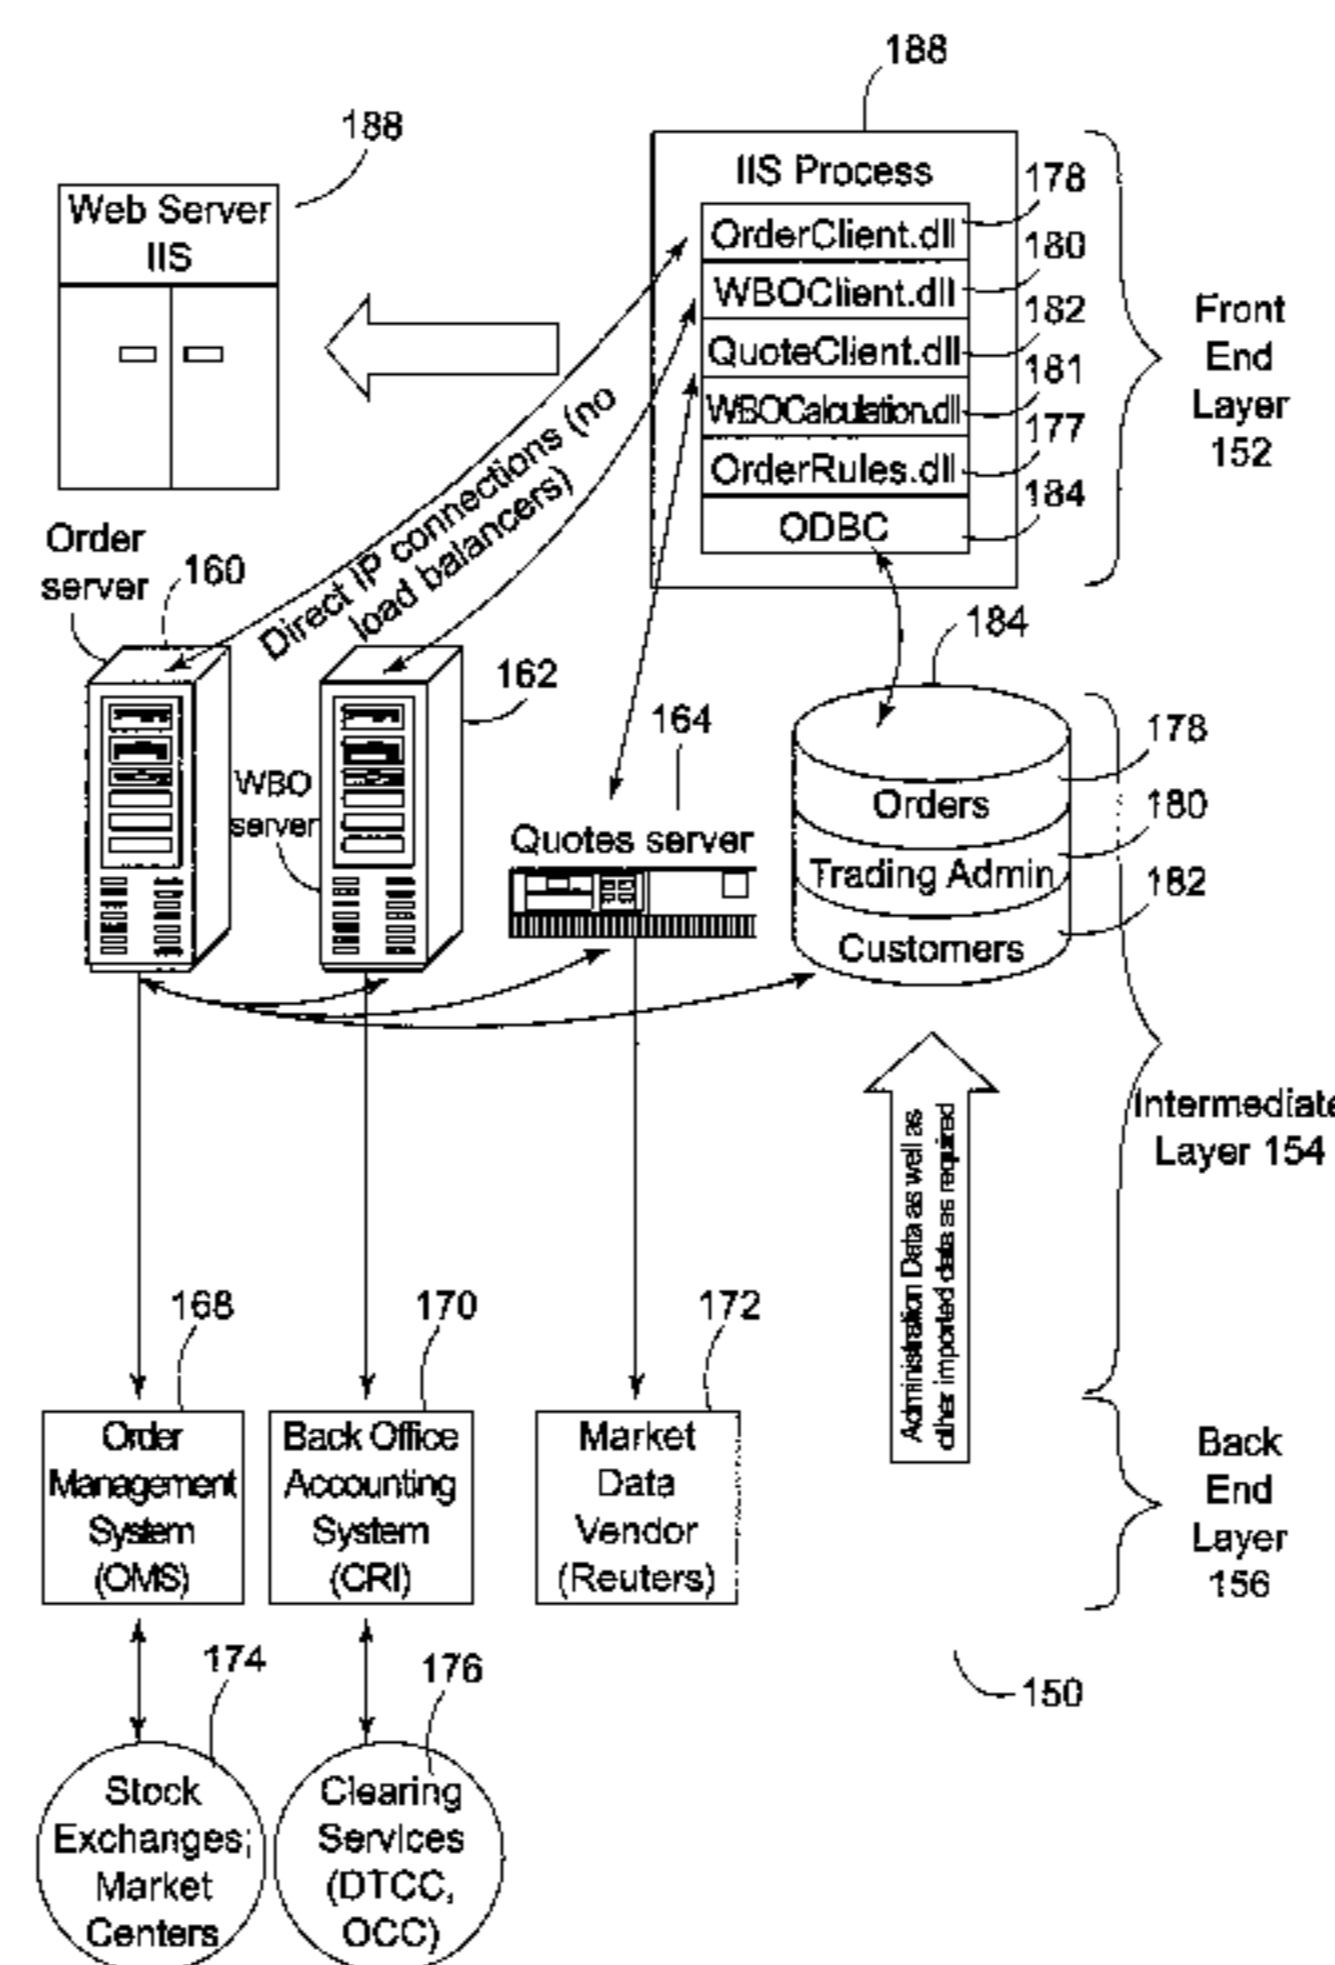 188
188
IIS Process
Web Server
IIS
OrderClient.dll
178
WBOClient.dll
180
QuoteClient.dll
182
WBOCalculation.dll
181
OrderRules.dll
177
ODBC
184
Front
End
Layer
152
Direct IP connections (no
load balancers)
Order
server
160
162
WBO
server
164
Quotes server
184
Orders
178
Trading Admin
180
Customers
182
Intermediate
Layer 154
Administration Data as well as
other imported data as required
168
170
172
Order
Management
System
(OMS)
Back Office
Accounting
System
(CRI)
Market
Data
Vendor
(Reuters)
Back
End
Layer
156
174
176
150
Stock
Exchanges;
Market
Centers
Clearing
Services
(DTCC,
OCC)